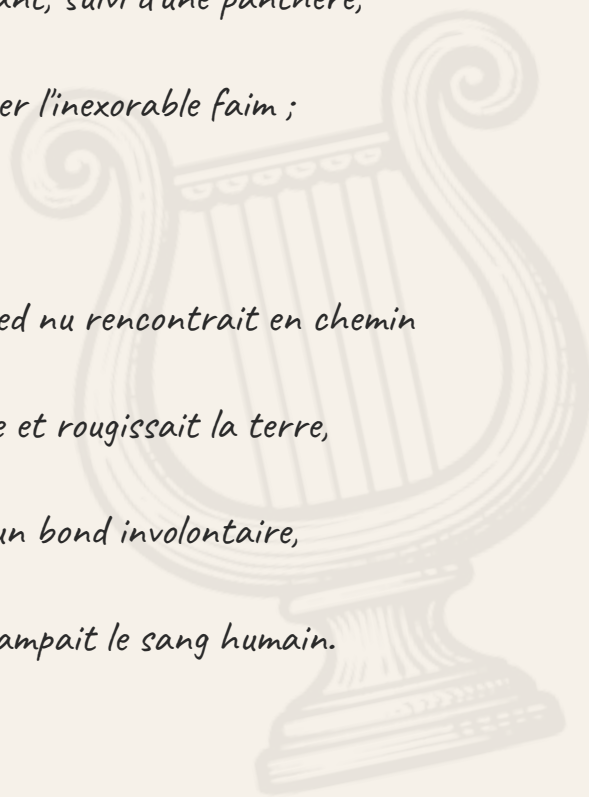 ant, suivi d'une panthère,
er l'inexorable faim ;
ed nu rencontrait en chemin
e et rougissait la terre,
un bond involontaire,
ampait le sang humain.